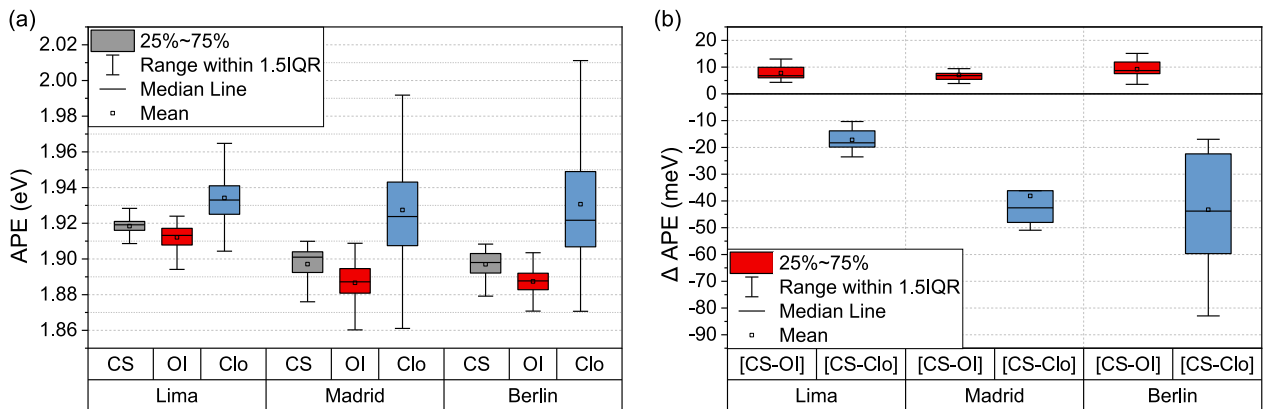 (a)
APE (eV)
2.02
2.00
1.98
1.96
1.94
1.92
1.90
1.88
1.86
25%~75%
Range within 1.5IQR
Median Line
Mean
CS OI Clo CS OI Clo CS OI Clo
Lima Madrid Berlin
(b)
Δ APE (meV)
20
10
0
-10
-20
-30
-40
-50
-60
-70
-80
-90
25%~75%
Range within 1.5IQR
Median Line
Mean
[CS-OI] [CS-Clo] [CS-OI] [CS-Clo] [CS-OI] [CS-Clo]
Lima Madrid Berlin